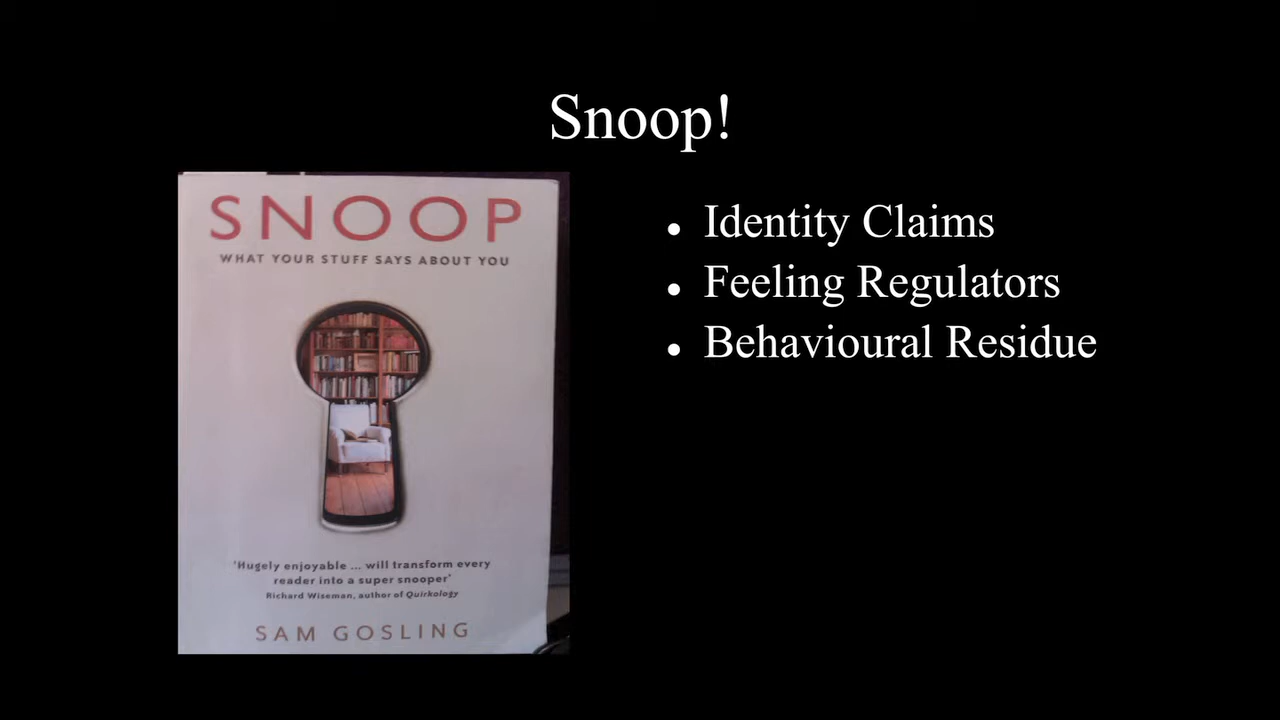 Snoop!
SNOOP
WHAT YOUR STUFF SAYS ABOUT YOU
'Hugely enjoyable ... will transform every
reader into a super snooper'
Richard Wiseman, author of Quirkology
SAM GOSLING
• Identity Claims
• Feeling Regulators
• Behavioural Residue